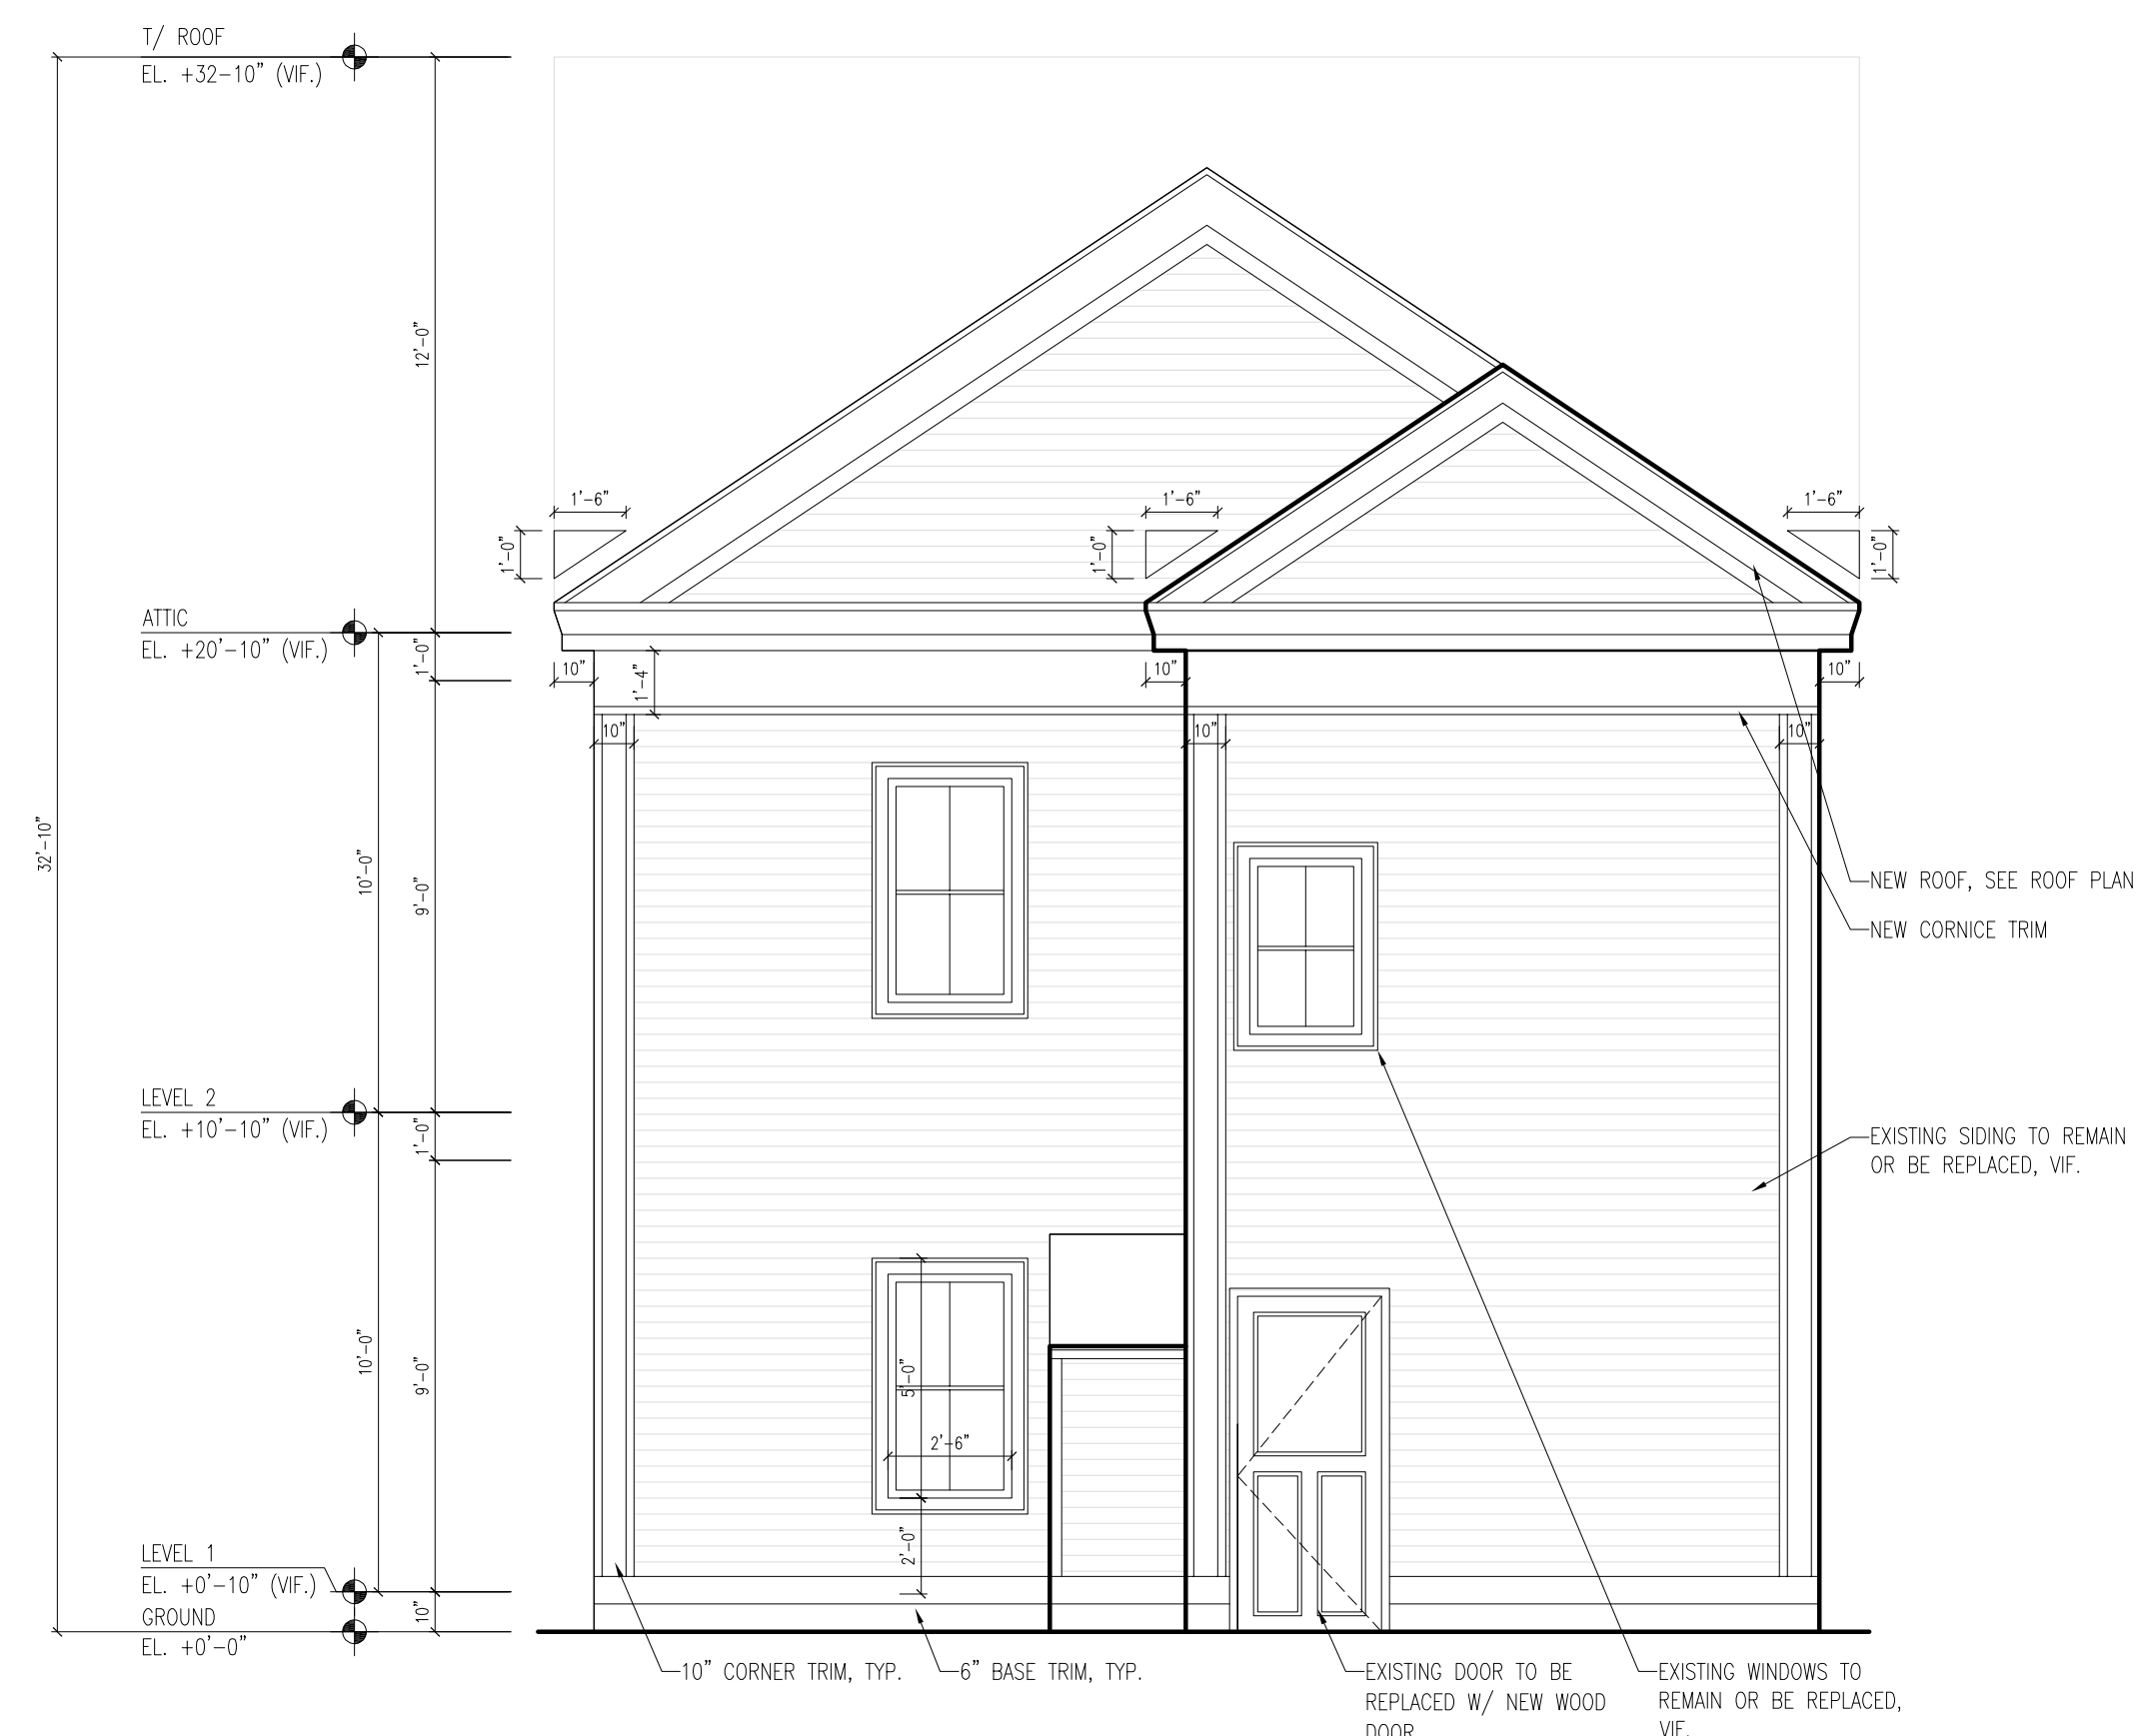 T/ ROOF
EL. +32-10" (VIF.)
12'-0"
1'-6"
1'-6"
1'-6"
1'-0"
1'-0"
1'-0"
ATTIC
EL. +20'-10" (VIF.)
1'-0"
10"
1'-4"
10"
10"
10"
10"
10"
32'-10"
10'-0"
9'-0"
NEW ROOF, SEE ROOF PLAN
NEW CORNICE TRIM
LEVEL 2
EL. +10'-10" (VIF.)
1'-0"
EXISTING SIDING TO REMAIN
OR BE REPLACED, VIF.
10'-0"
9'-0"
5'-0"
2'-6"
2'-0"
LEVEL 1
EL. +0'-10" (VIF.)
10"
GROUND
EL. +0'-0"
10" CORNER TRIM, TYP.
6" BASE TRIM, TYP.
EXISTING DOOR TO BE
REPLACED W/ NEW WOOD
DOOR
EXISTING WINDOWS TO
REMAIN OR BE REPLACED,
VIF.